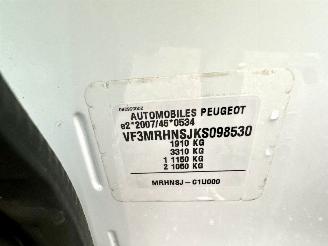 AUTOMOBILES PEUGEOT
e2*2007/46*0534
VF3MRHNSJKS098530
1910 KG
3310 KG
1 1150 KG
2 1060 KG
MRHNSJ-C1U000